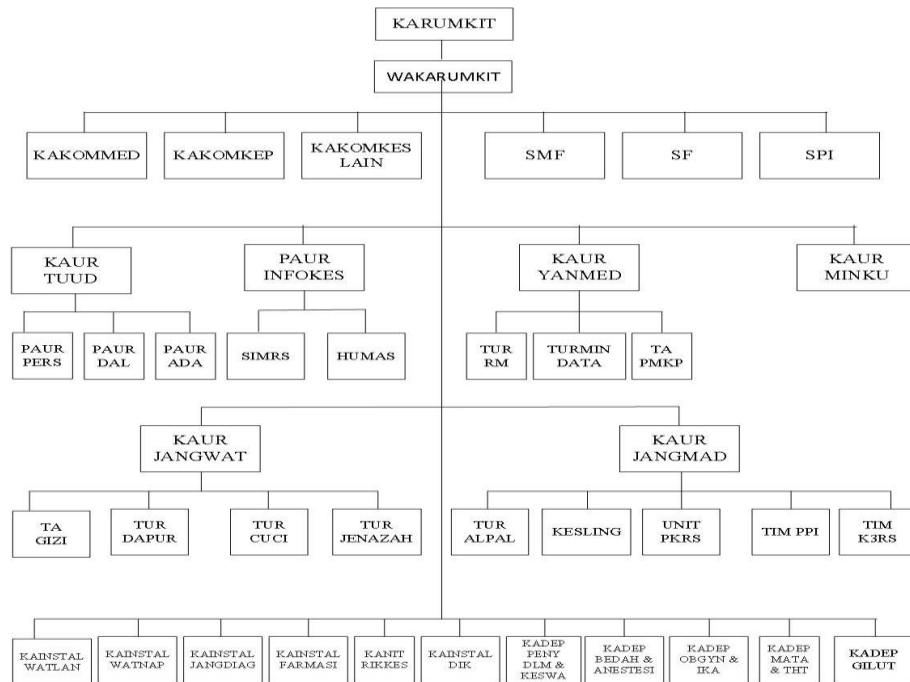 KARUMKIT
WAKARUMKIT
KAKOMMED
KAKOMKEP
KAKOMKES
LAIN
SMF
SF
SPI
KAUR
TUUD
PAUR
INFOKES
KAUR
YANMED
KAUR
MINKU
PAUR
PERS
PAUR
DAL
PAUR
ADA
SIMRS
HUMAS
TUR
RM
TURMIN
DATA
TA
PMKP
KAUR
JANGWAT
KAUR
JANGMAD
TA
GIZI
TUR
DAPUR
TUR
CUCI
TUR
JENAZAH
TUR
ALPAL
KESLING
UNIT
PKRS
TIM PPI
TIM
K3RS
KAINSTAL
WATLAN
KAINSTAL
WATNAP
KAINSTAL
JANGDIAG
KAINSTAL
FARMASI
KANIT
RIKKES
KAINSTAL
DIK
KADEP
PENY
DLM &
KESWA
KADEP
BEDAH &
ANESTESI
KADEP
OBGYN &
IKA
KADEP
MATA
& THT
KADEP
GILUT